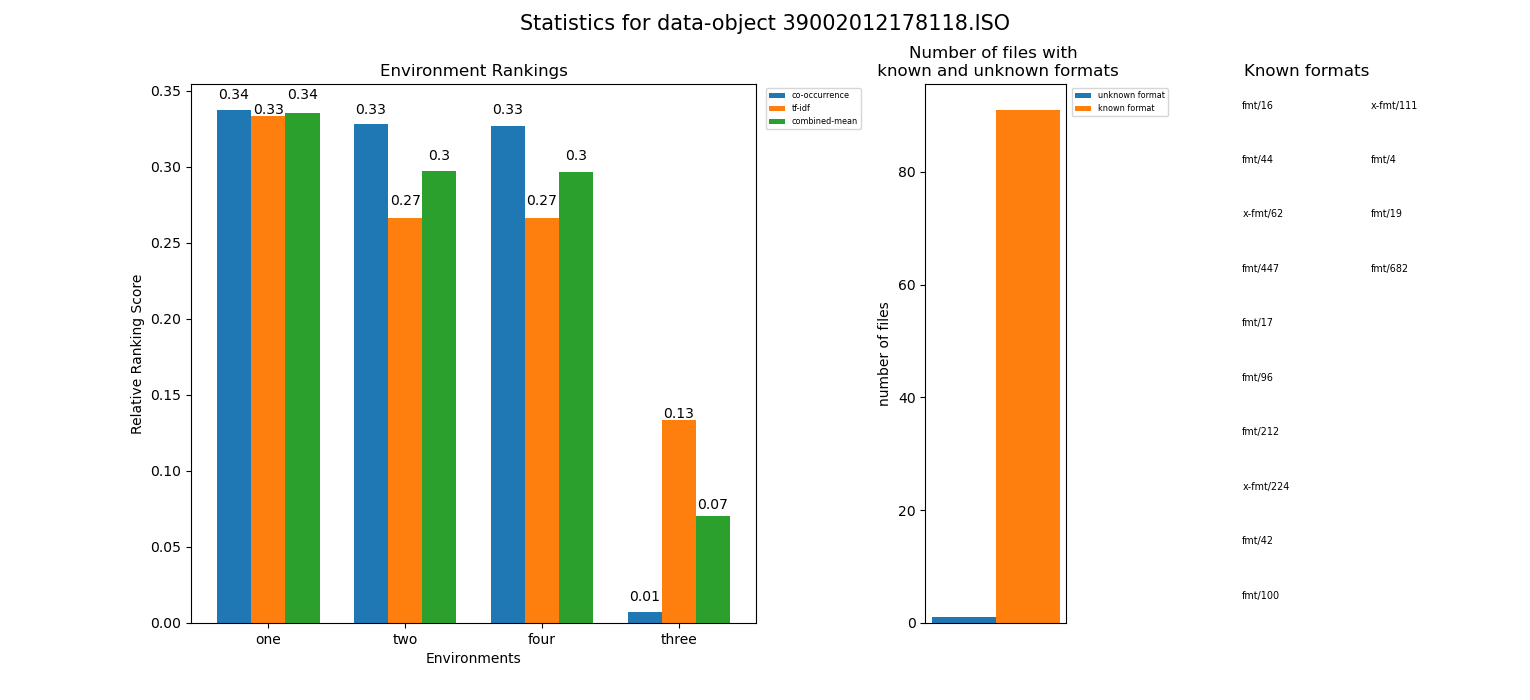 Statistics for data-object 39002012178118.ISO
Environment Rankings
0.35
0.30
0.25
0.20
0.15
0.10
0.05
0.00
Relative Ranking Score
0.34
0.33
0.34
0.33
0.27
0.3
0.33
0.27
0.3
0.01
0.13
0.07
one
two
four
three
Environments
co-occurrence
tf-idf
combined-mean
Number of files with
known and unknown formats
80
60
40
20
0
number of files
unknown format
known format
Known formats
fmt/16
fmt/44
x-fmt/62
fmt/447
fmt/17
fmt/96
fmt/212
x-fmt/224
fmt/42
fmt/100
x-fmt/111
fmt/4
fmt/19
fmt/682